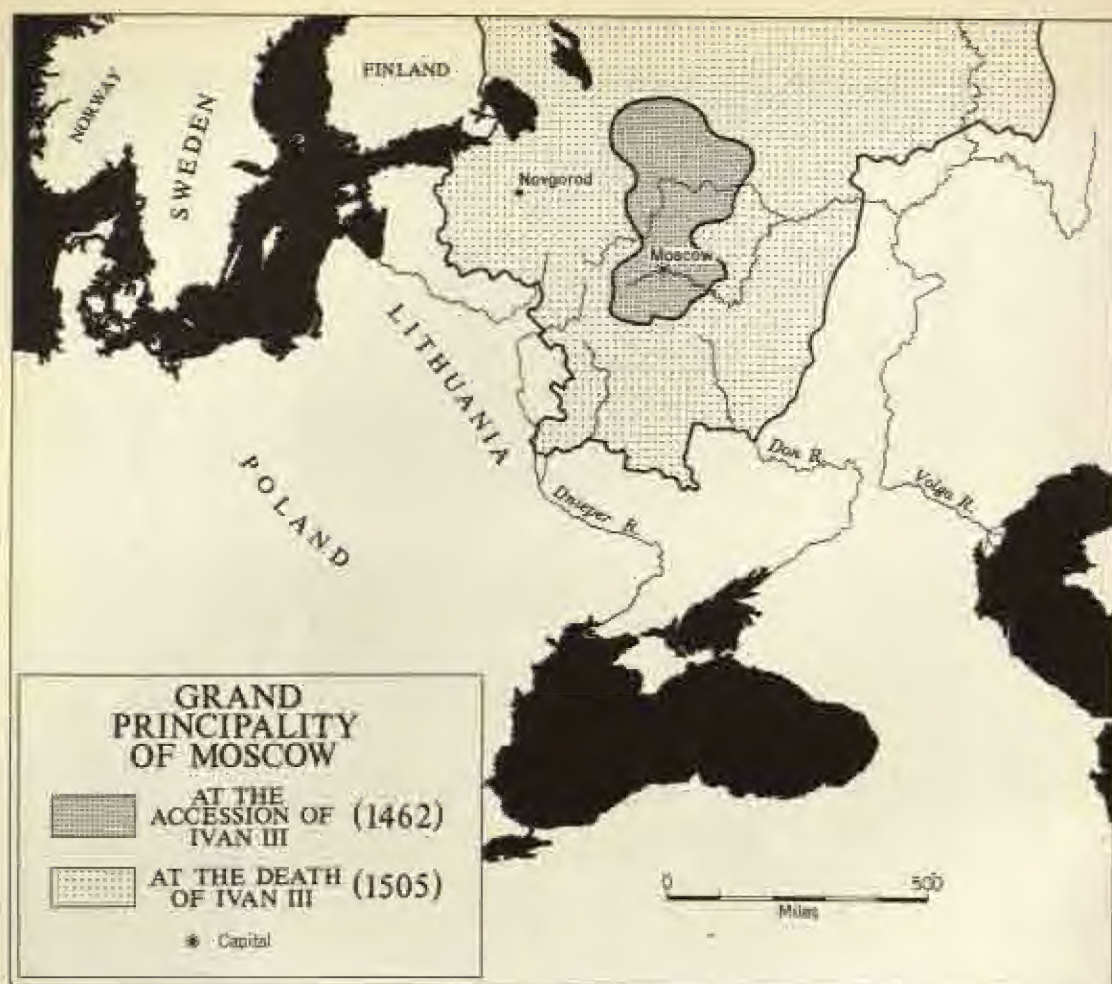 NORWAY
SWEDEN
FINLAND
Novgorod
Moscow
LITHUANIA
POLAND
Dnieper R.
Don R.
Volga R.
GRAND
PRINCIPALITY
OF MOSCOW
AT THE
ACCESSION OF (1462)
IVAN III
AT THE DEATH (1505)
OF IVAN III
Capital
0 500
Miles